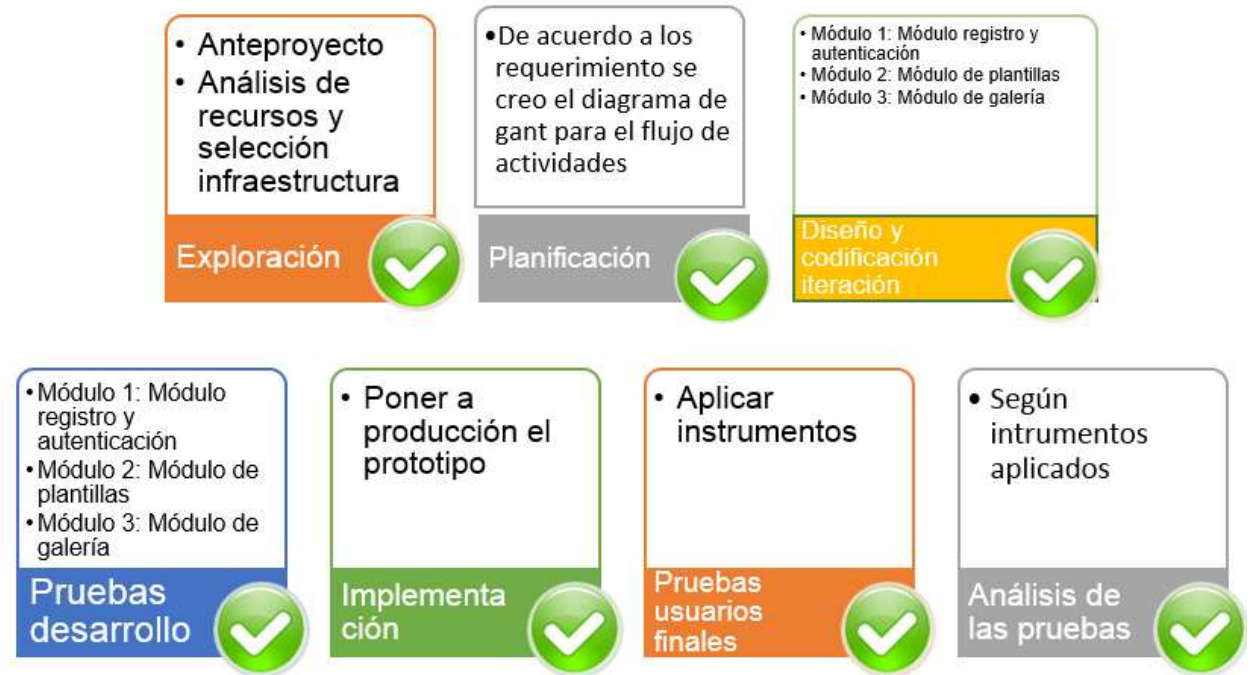 • Anteproyecto
• Análisis de
recursos y
selección
infraestructura
Exploración
•De acuerdo a los
requerimiento se
creo el diagrama de
gant para el flujo de
actividades
Planificación
• Módulo 1: Módulo registro y
autenticación
• Módulo 2: Módulo de plantillas
• Módulo 3: Módulo de galería
Diseño y
codificación
iteración
•Módulo 1: Módulo
registro y
autenticación
•Módulo 2: Módulo de
plantillas
•Módulo 3: Módulo de
galería
Pruebas
desarrollo
• Poner a
producción el
prototipo
Implementa
ción
• Aplicar
instrumentos
Pruebas
usuarios
finales
• Según
intrumentos
aplicados
Análisis de
las pruebas